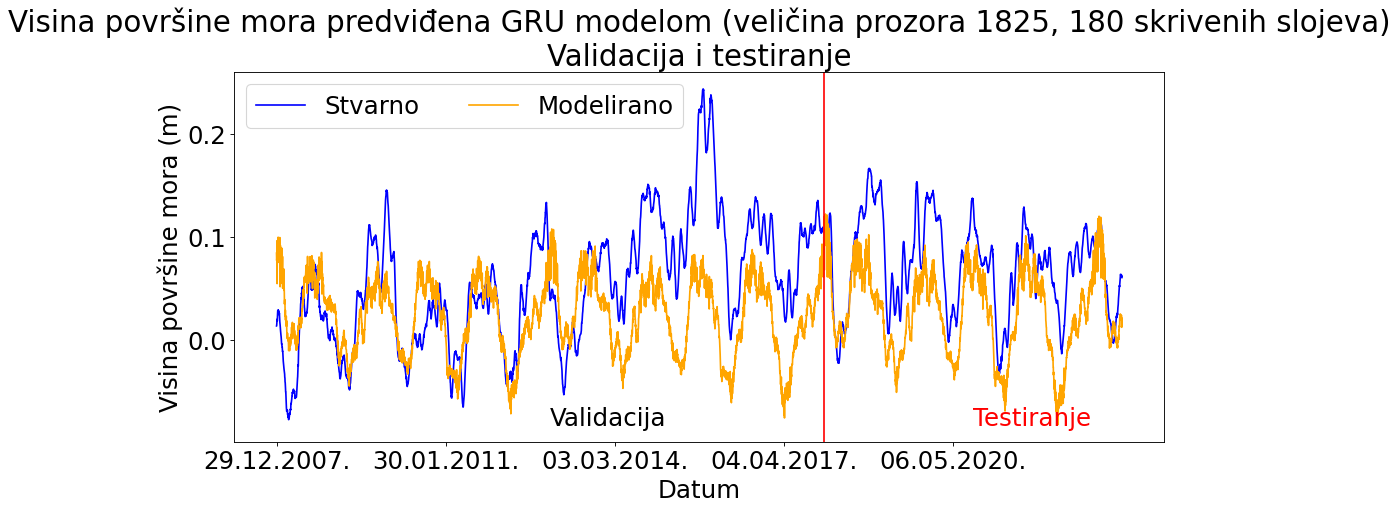 Visina površine mora predviđena GRU modelom (veličina prozora 1825, 180 skrivenih slojeva)
Validacija i testiranje
Stvarno
Modelirano
Visina površine mora (m)
0.2
0.1
0.0
Validacija
Testiranje
29.12.2007.
30.01.2011.
03.03.2014.
04.04.2017.
06.05.2020.
Datum